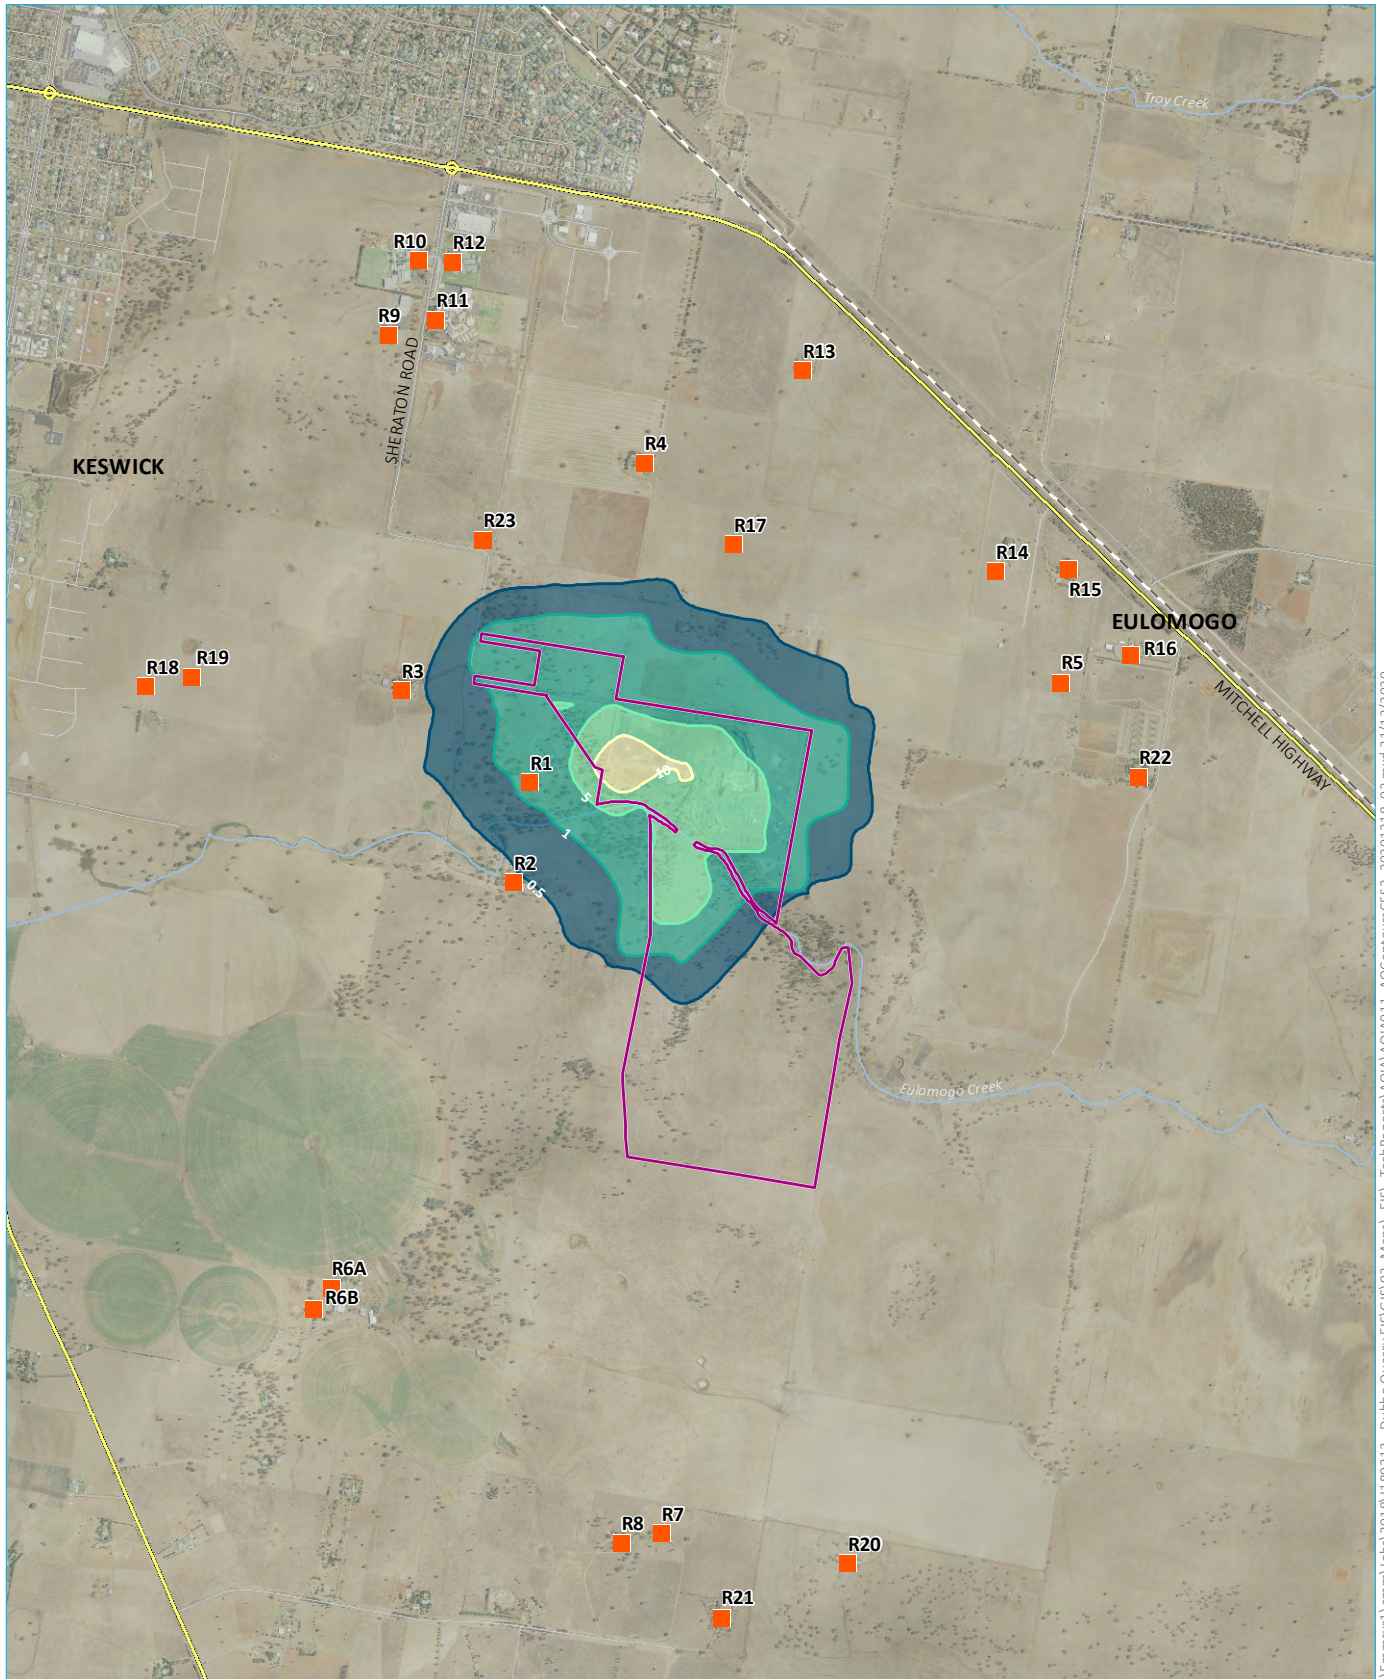 Troy Creek
R10
R12
R11
R9
SHERATON ROAD
R13
R4
KESWICK
R23
R17
R14
R15
EULOMOGO
R16
R5
R18
R19
R3
MITCHELL HIGHWAY
R22
R1
10
5
1
R2
0.5
Eulomogo Creek
R6A
R6B
R8
R7
R20
R21